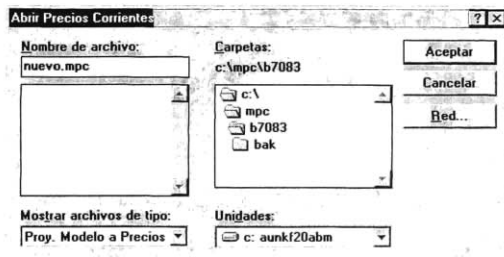 Abrir Precios Corrientes
Nombre de archivo:
nuevo.mpc
Carpetas:
c:\mpc\b7083
c:\
mpc
b7083
bak
Aceptar
Cancelar
Red...
Mostrar archivos de tipo:
Proy. Modelo a Precios
Unidades:
c: aunkf20abm